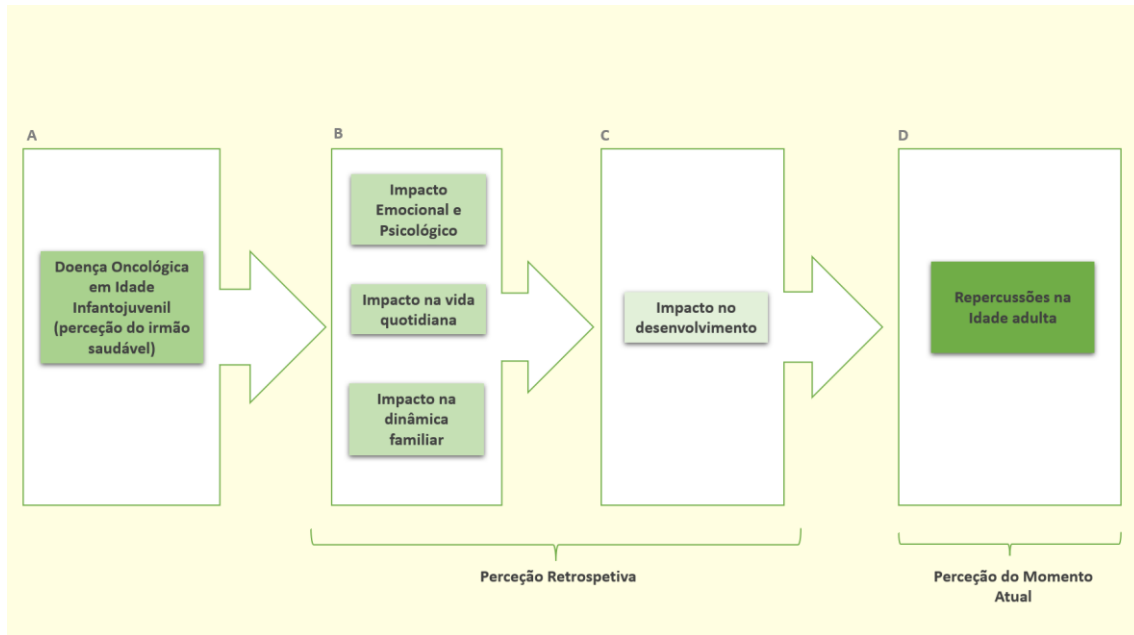 A
B
C
D
Doença Oncológica
em Idade
Infantojuvenil
(perceção do irmão
saudável)
Impacto
Emocional e
Psicológico
Impacto na vida
quotidiana
Impacto na
dinâmica
familiar
Impacto no
desenvolvimento
Repercussões na
Idade adulta
Perceção Retrospetiva
Perceção do Momento
Atual